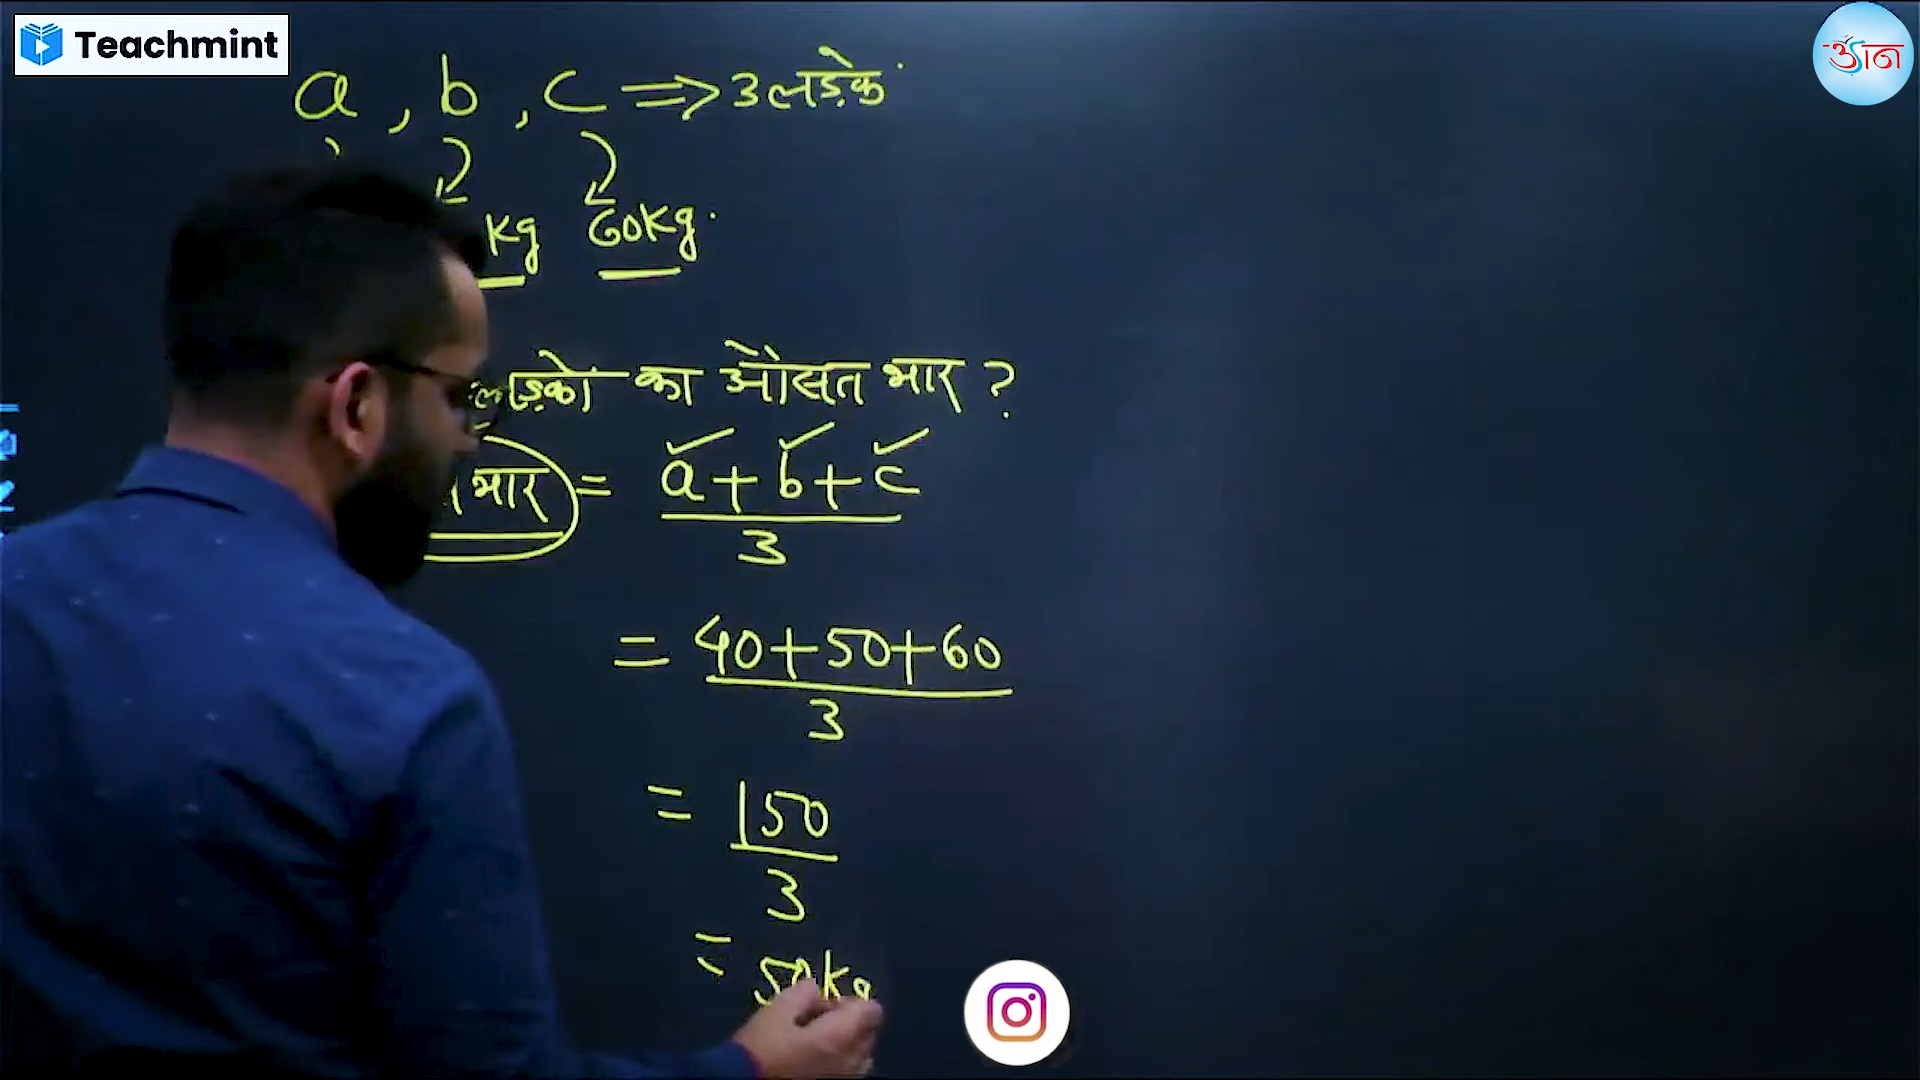 Teachmint
ज्ञान
a , b , c ⇒ 3 लड़के
kg 60kg
लड़को का औसत भार ?
भार = a + b + c
3
= 40+50+60
3
= 150
3
= 50kg